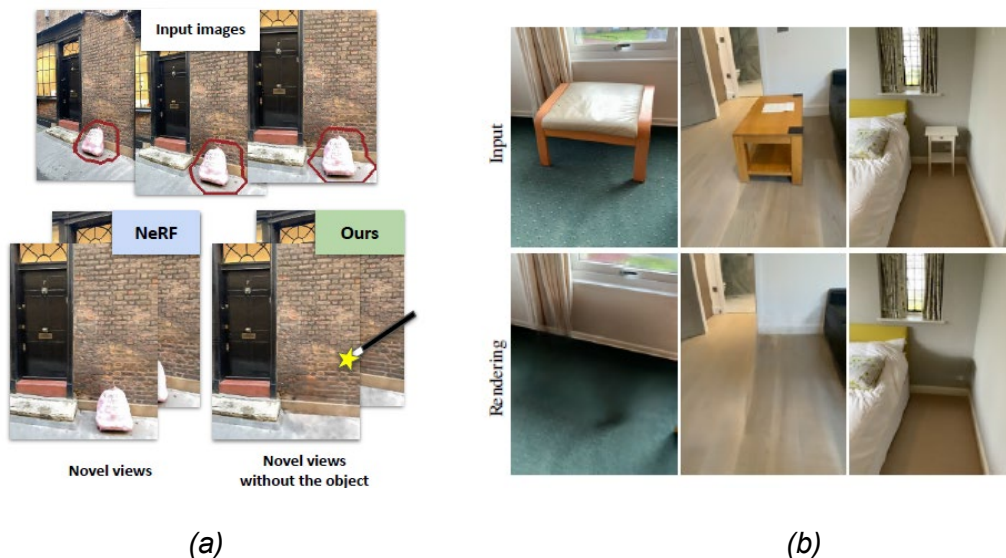 Input images
NeRF
Ours
Novel views
Novel views
without the object
Input
Rendering
(a)
(b)